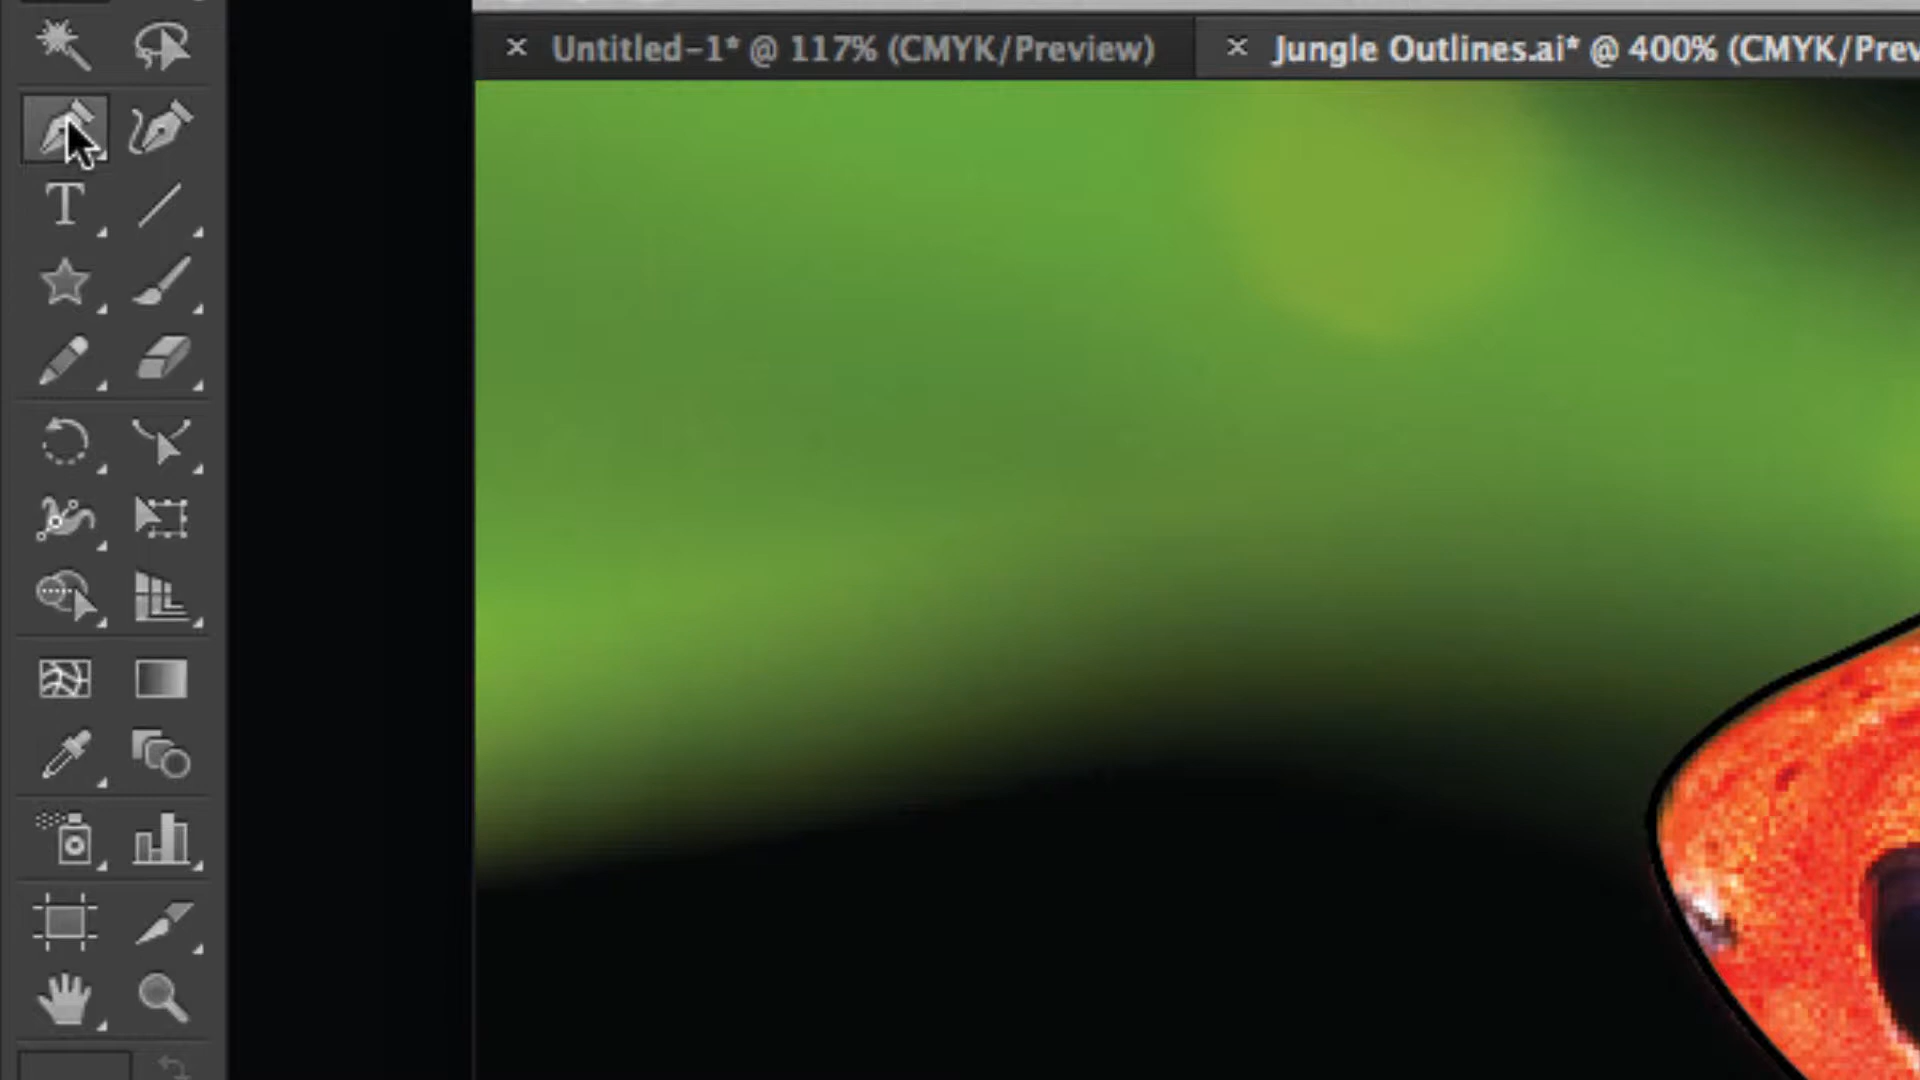 Untitled-1* @ 117% (CMYK/Preview)
Jungle Outlines.ai* @ 400% (CMYK/Prev